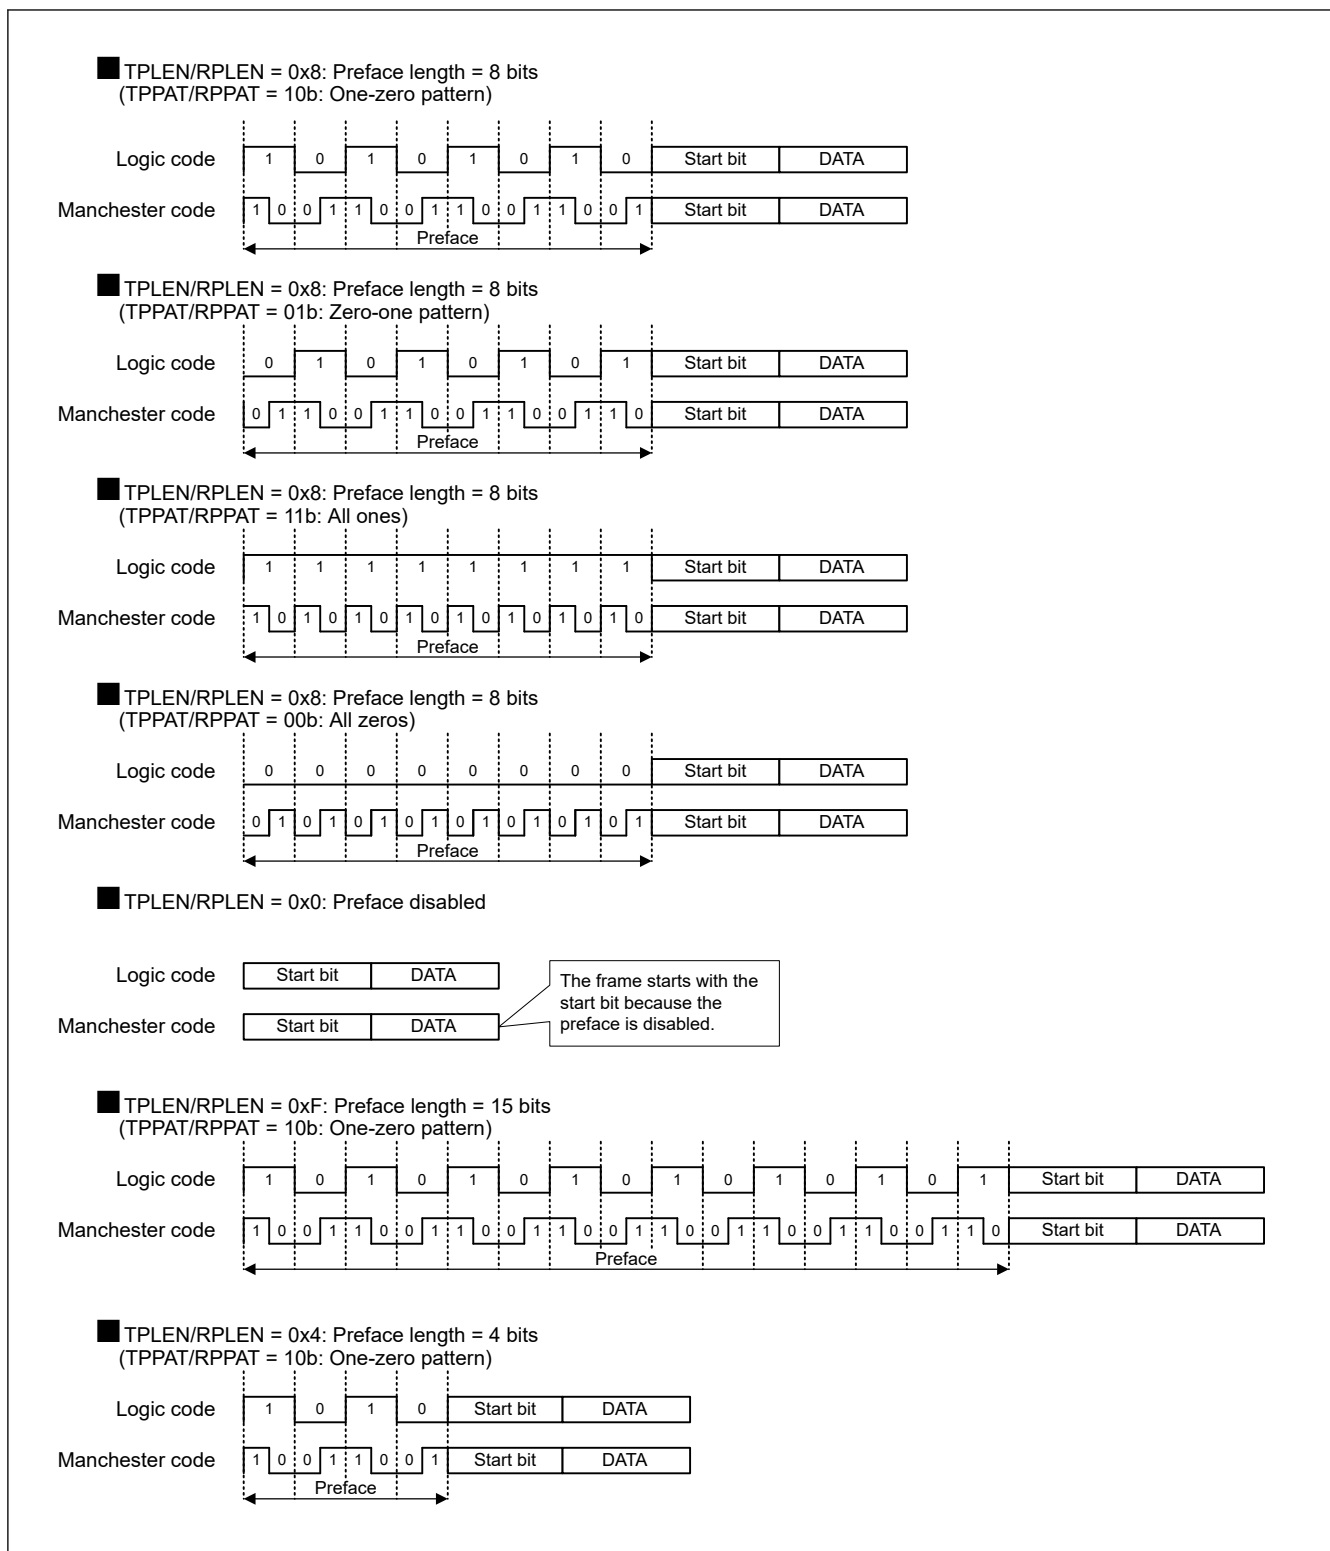 TPLEN/RPLEN = 0x8: Preface length = 8 bits
(TPPAT/RPPAT = 10b: One-zero pattern)
Logic code 1 0 1 0 1 0 1 0 Start bit DATA
Manchester code 1 0 0 1 1 0 0 1 1 0 0 1 1 0 0 1 Start bit DATA
Preface
TPLEN/RPLEN = 0x8: Preface length = 8 bits
(TPPAT/RPPAT = 01b: Zero-one pattern)
Logic code 0 1 0 1 0 1 0 1 Start bit DATA
Manchester code 0 1 1 0 0 1 1 0 0 1 1 0 0 1 1 0 Start bit DATA
Preface
TPLEN/RPLEN = 0x8: Preface length = 8 bits
(TPPAT/RPPAT = 11b: All ones)
Logic code 1 1 1 1 1 1 1 1 Start bit DATA
Manchester code 1 0 1 0 1 0 1 0 1 0 1 0 1 0 1 0 Start bit DATA
Preface
TPLEN/RPLEN = 0x8: Preface length = 8 bits
(TPPAT/RPPAT = 00b: All zeros)
Logic code 0 0 0 0 0 0 0 0 Start bit DATA
Manchester code 0 1 0 1 0 1 0 1 0 1 0 1 0 1 0 1 Start bit DATA
Preface
TPLEN/RPLEN = 0x0: Preface disabled
Logic code Start bit DATA
Manchester code Start bit DATA
The frame starts with the
start bit because the
preface is disabled.
TPLEN/RPLEN = 0xF: Preface length = 15 bits
(TPPAT/RPPAT = 10b: One-zero pattern)
Logic code 1 0 1 0 1 0 1 0 1 0 1 0 1 0 1 Start bit DATA
Manchester code 1 0 0 1 1 0 0 1 1 0 0 1 1 0 0 1 1 0 0 1 1 0 0 1 1 0 0 1 1 0 Start bit DATA
Preface
TPLEN/RPLEN = 0x4: Preface length = 4 bits
(TPPAT/RPPAT = 10b: One-zero pattern)
Logic code 1 0 1 0 Start bit DATA
Manchester code 1 0 0 1 1 0 0 1 Start bit DATA
Preface